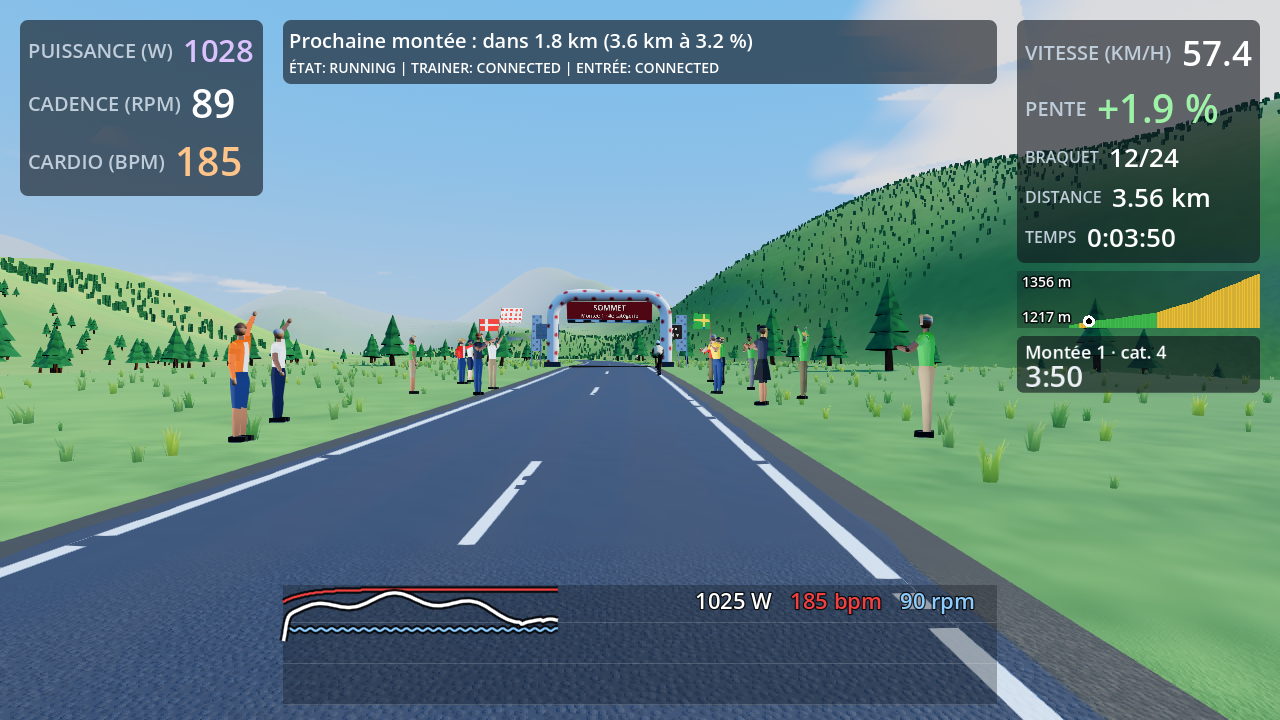 PUISSANCE (W) 1028
CADENCE (RPM) 89
CARDIO (BPM) 185
Prochaine montée : dans 1.8 km (3.6 km à 3.2 %)
ÉTAT: RUNNING | TRAINER: CONNECTED | ENTRÉE: CONNECTED
VITESSE (KM/H) 57.4
PENTE +1.9 %
BRAQUET 12/24
DISTANCE 3.56 km
TEMPS 0:03:50
1356 m
1217 m
Montée 1 · cat. 4
3:50
SOMMET
1025 W 185 bpm 90 rpm